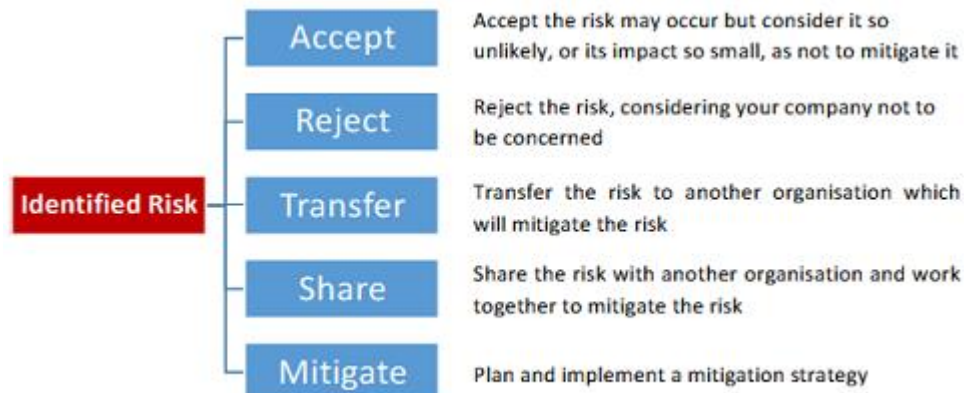 Accept
Accept the risk may occur but consider it so
unlikely, or its impact so small, as not to mitigate it
Reject
Reject the risk, considering your company not to
be concerned
Identified Risk
Transfer
Transfer the risk to another organisation which
will mitigate the risk
Share
Share the risk with another organisation and work
together to mitigate the risk
Mitigate
Plan and implement a mitigation strategy